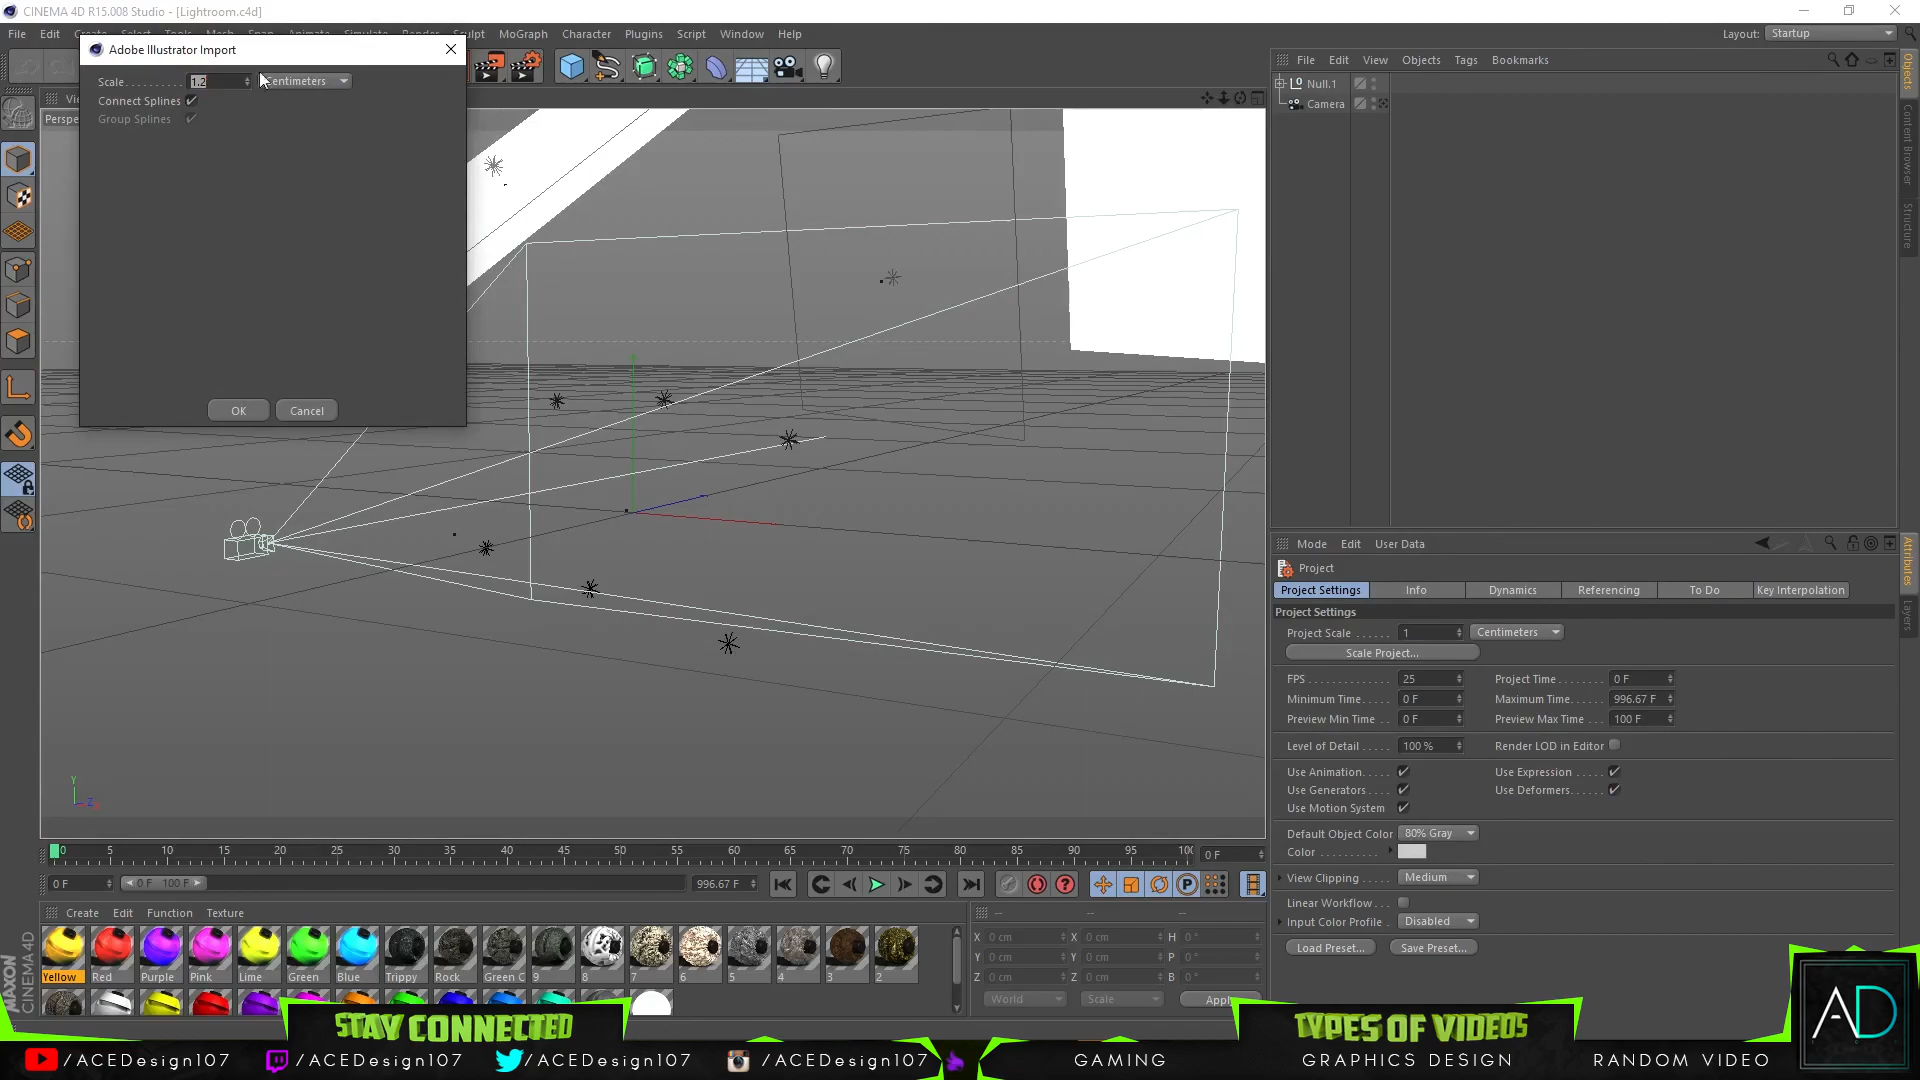 CINEMA 4D R15.008 Studio - [Lightroom.c4d]
File Edit Create Tools Mesh Snap Animate Simulate Render Sculpt MoGraph Character Plugins Script Window Help
Layout: Startup
Adobe Illustrator Import
Scale 1.2 Centimeters
Connect Splines
Group Splines
OK Cancel
File Edit View Objects Tags Bookmarks
Null.1
Camera
Objects
Content Browser
Structure
Mode Edit User Data
Project
Project Settings Info Dynamics Referencing To Do Key Interpolation
Project Settings
Project Scale 1 Centimeters
Scale Project...
FPS 25 Project Time 0 F
Minimum Time 0 F Maximum Time 996.67 F
Preview Min Time 0 F Preview Max Time 100 F
Level of Detail 100 % Render LOD in Editor
Use Animation Use Expression
Use Generators Use Deformers
Use Motion System
Default Object Color 80% Gray
Color
View Clipping Medium
Linear Workflow
Input Color Profile Disabled
Load Preset... Save Preset...
Attributes
Layers
Y
Z
0 5 10 15 20 25 30 35 40 45 50 55 60 65 70 75 80 85 90 95 100 0 F
0 F 0 F 100 F 996.67 F
Create Edit Function Texture
Yellow Red Purple Pink Lime Green Blue Trippy Rock Green C 9 8 7 6 5 4 3 2
X 0 cm X 0 cm H 0 °
Y 0 cm Y 0 cm P 0 °
Z 0 cm Z 0 cm B 0 °
World Scale Apply
MAXON
CINEMA 4D
STAY CONNECTED
/ACEDesign107 /ACEDesign107 /ACEDesign107 /ACEDesign107
TYPES OF VIDEOS
GAMING GRAPHICS DESIGN RANDOM VIDEO
AD